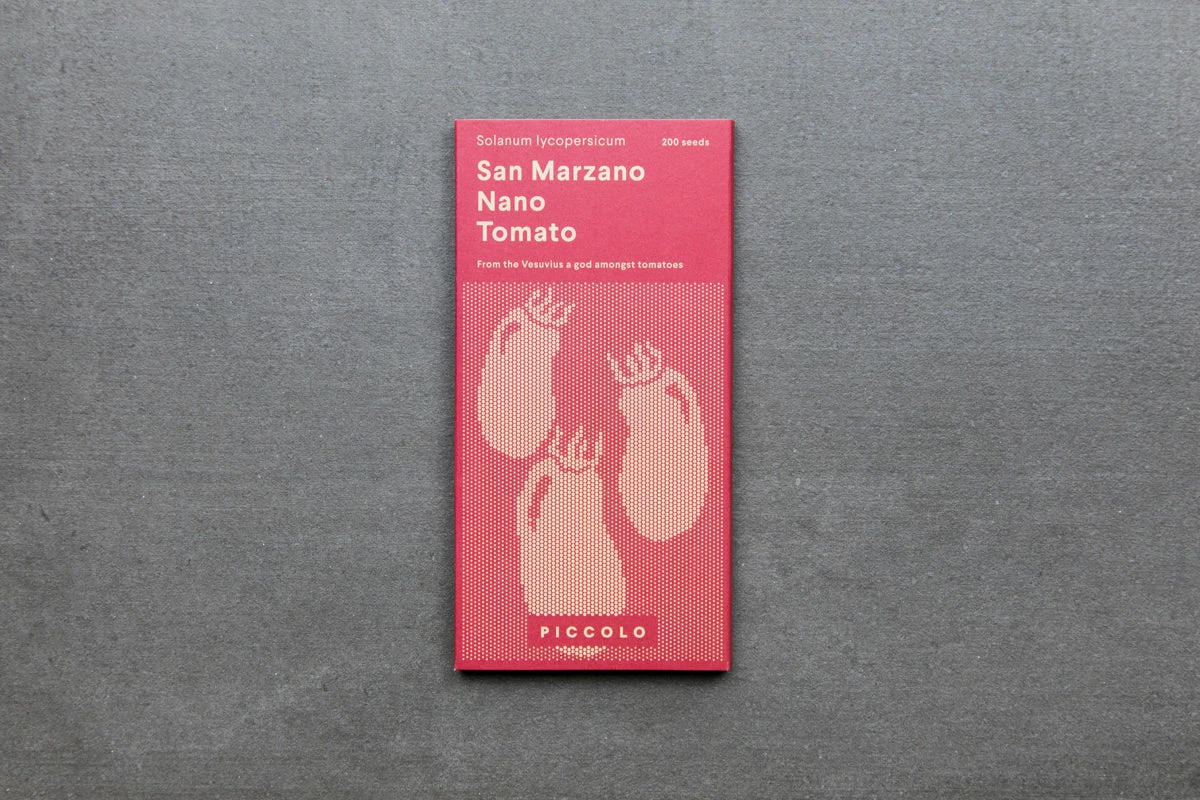 Solanum lycopersicum 200 seeds
San Marzano
Nano
Tomato
From the Vesuvius a god amongst tomatoes
PICCOLO